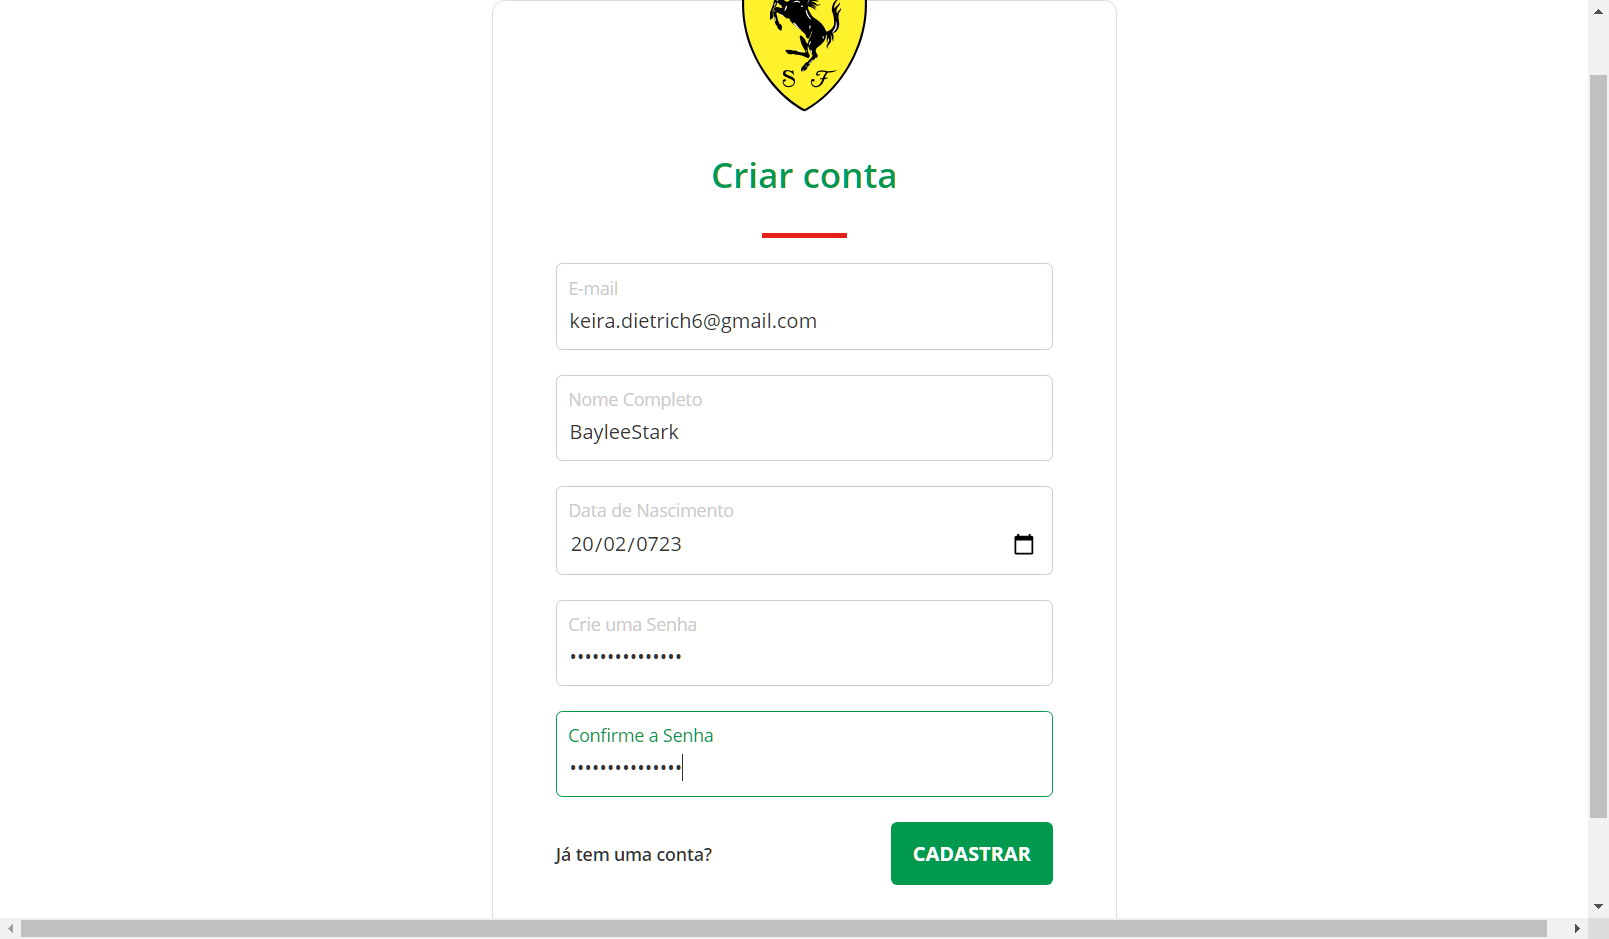 S F
Criar conta
E-mail
keira.dietrich6@gmail.com
Nome Completo
BayleeStark
Data de Nascimento
20/02/0723
Crie uma Senha
•••••••••••••••
Confirme a Senha
•••••••••••••••
Já tem uma conta?
CADASTRAR